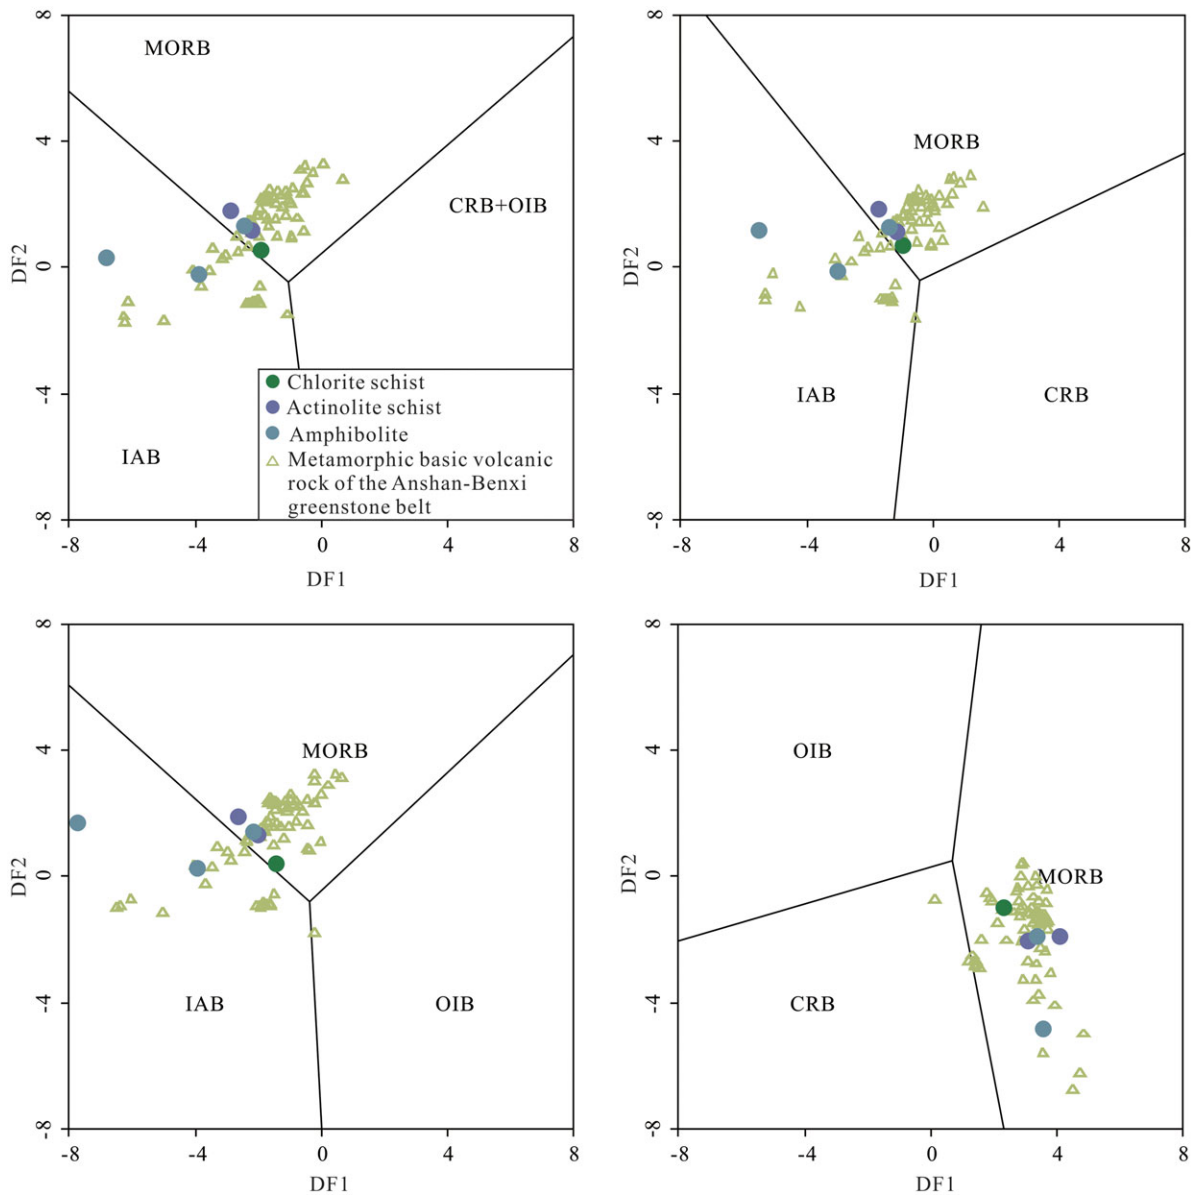 8
MORB
4
CRB+OIB
DF2
0
-4
IAB
-8
Chlorite schist
Actinolite schist
Amphibolite
Metamorphic basic volcanic
rock of the Anshan-Benxi
greenstone belt
-8 -4 0 4 8
DF1
8
4
MORB
DF2
0
-4
IAB
CRB
-8
-8 -4 0 4 8
DF1
8
4
MORB
DF2
0
-4
IAB
OIB
-8
-8 -4 0 4 8
DF1
8
4
OIB
DF2
0
MORB
-4
CRB
-8
-8 -4 0 4 8
DF1